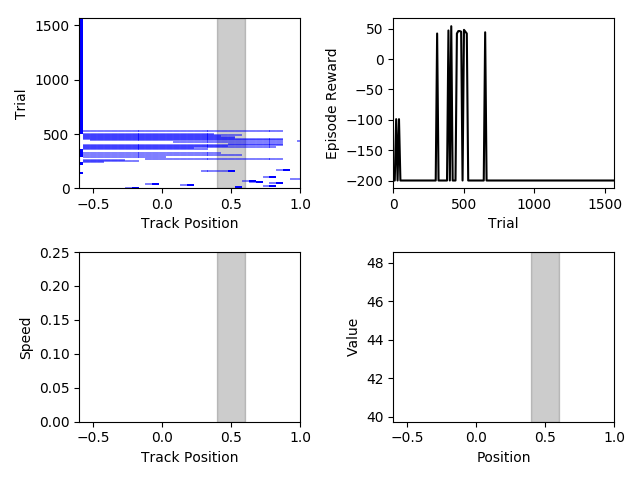 Trial
1500
1000
500
0
−0.5 0.0 0.5 1.0
Track Position
Episode Reward
50
0
−50
−100
−150
−200
0 500 1000 1500
Trial
Speed
0.25
0.20
0.15
0.10
0.05
0.00
−0.5 0.0 0.5 1.0
Track Position
Value
48
46
44
42
40
−0.5 0.0 0.5 1.0
Position